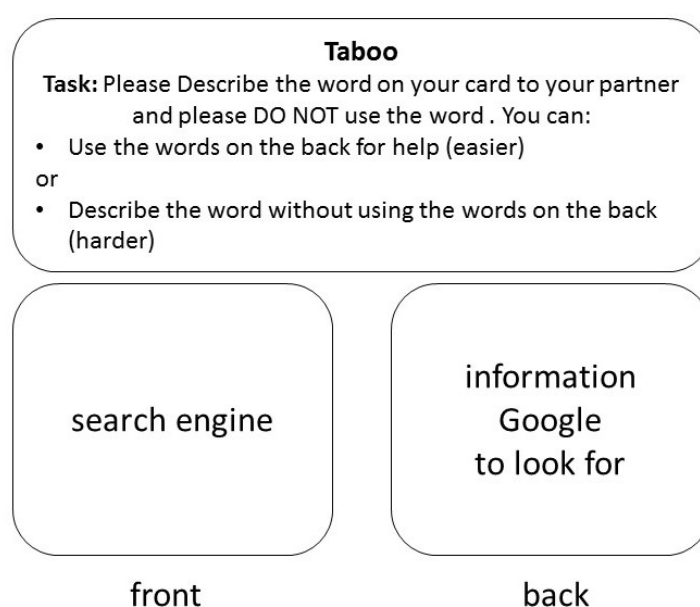 Taboo
Task: Please Describe the word on your card to your partner
and please DO NOT use the word . You can:
• Use the words on the back for help (easier)
or
• Describe the word without using the words on the back
(harder)
search engine
information
Google
to look for
front
back